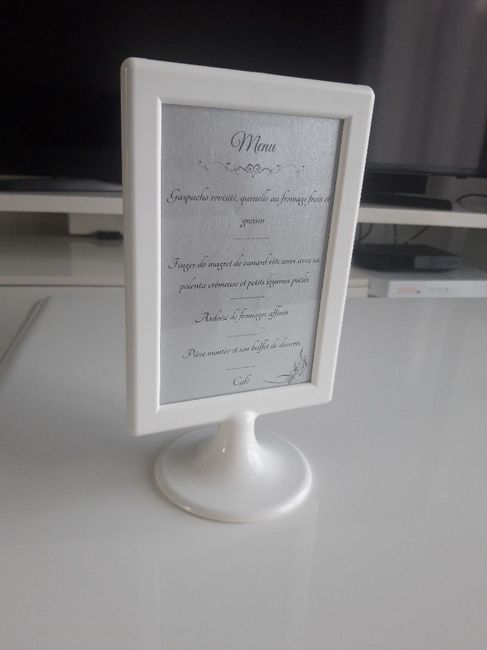 Menu
Gaspacho revisité, quenelle au fromage frais et
gressin
Finger de magret de canard rôti servi avec sa
polenta crémeuse et petits légumes poêlés
Ardoise de fromages affinés
Pièce montée et son buffet de desserts
Café